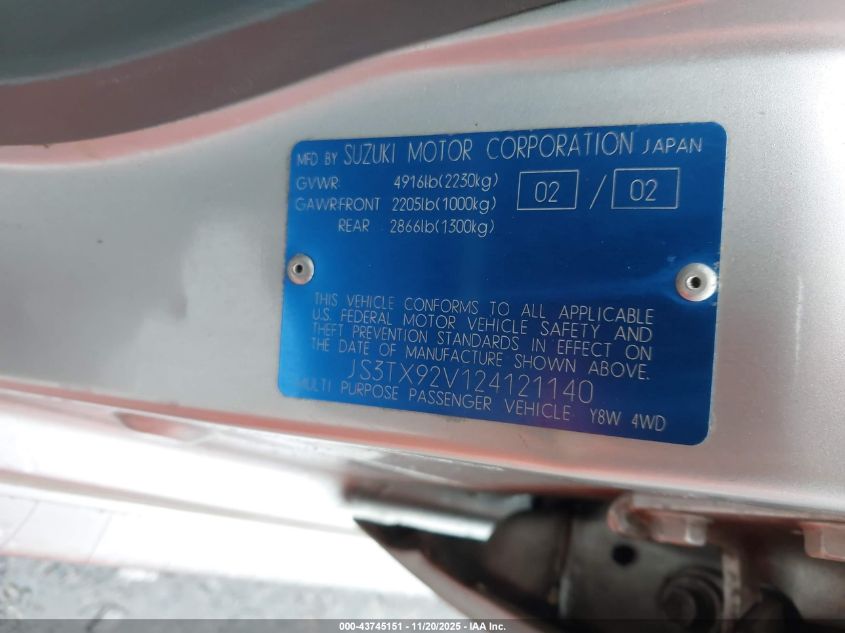 MFD BY SUZUKI MOTOR CORPORATION JAPAN
GVWR: 4916lb(2230kg) 02 / 02
GAWR:FRONT 2205lb(1000kg)
REAR 2866lb(1300kg)
THIS VEHICLE CONFORMS TO ALL APPLICABLE
U.S. FEDERAL MOTOR VEHICLE SAFETY AND
THEFT PREVENTION STANDARDS IN EFFECT ON
THE DATE OF MANUFACTURE SHOWN ABOVE.
JS3TX92V124121140
MULTI PURPOSE PASSENGER VEHICLE Y8W 4WD
000-43745151 — 11/20/2025 — IAA Inc.